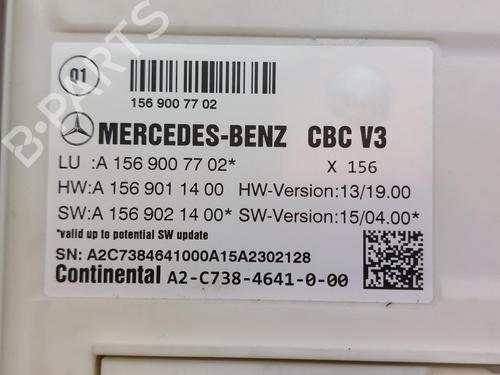 01
156 900 77 02
MERCEDES-BENZ CBC V3
LU :A 156 900 77 02* X 156
HW:A 156 901 14 00 HW-Version:13/19.00
SW:A 156 902 14 00* SW-Version:15/04.00*
*valid up to potential SW update
SN: A2C7384641000A15A2302128
Continental A2-C738-4641-0-00
B-PARTS